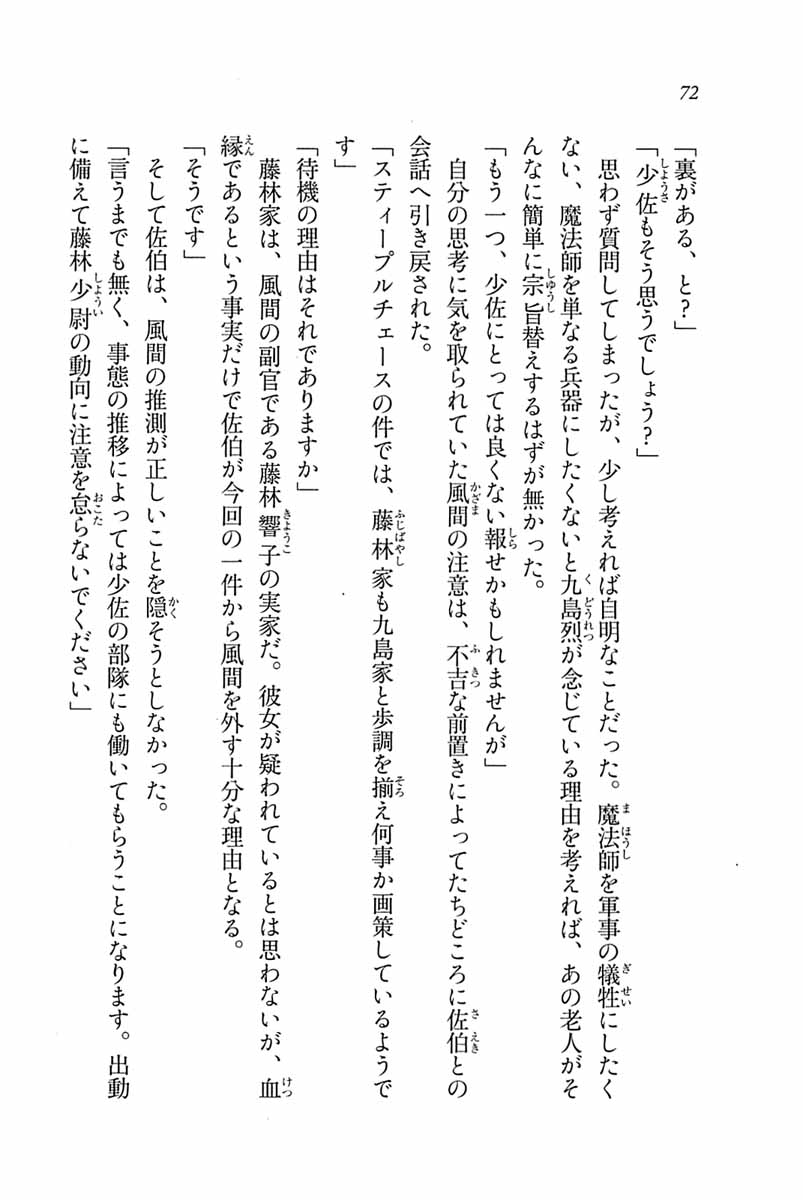 72
「裏がある、と？」
「少佐もそう思うでしょう？」
　思わず質問してしまったが、少し考えれば自明なことだった。魔法師を軍事の犠牲にしたく
ない、魔法師を単なる兵器にしたくないと九島烈が念じている理由を考えれば、あの老人がそ
んなに簡単に宗旨替えするはずが無かった。
「もう一つ、少佐にとっては良くない報せかもしれませんが」
　自分の思考に気を取られていた風間の注意は、不吉な前置きによってたちどころに佐伯との
会話へ引き戻された。
「スティープルチェースの件では、藤林家も九島家と歩調を揃え何事か画策しているようで
す」
「待機の理由はそれでありますか」
　藤林家は、風間の副官である藤林響子の実家だ。彼女が疑われているとは思わないが、血
縁であるという事実だけで佐伯が今回の一件から風間を外す十分な理由となる。
「そうです」
　そして佐伯は、風間の推測が正しいことを隠そうとしなかった。
「言うまでも無く、事態の推移によっては少佐の部隊にも働いてもらうことになります。出動
に備えて藤林少尉の動向に注意を怠らないでください」